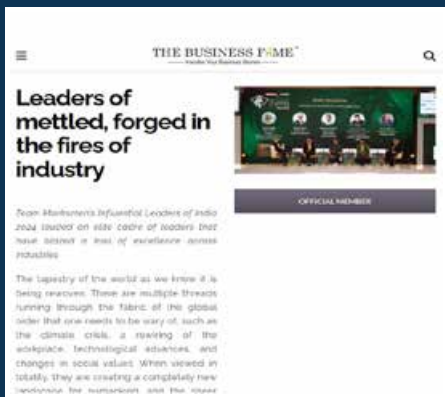 THE BUSINESS FAME
Leaders of
mettled, forged in
the fires of
industry
OFFICIAL MEMBER
Team Marksmen's Influential Leaders of India
2024 lauded an elite cadre of leaders that
have blazed a trail of excellence across
industries
The tapestry of the world as we know it is
being rewoven. There are multiple threads
running through the fabric of the global
order that one needs to be wary of, such as
the climate crisis, a rewiring of the
workplace, technological advances, and
changes in social values. When viewed in
totality, they are creating a completely new
landscape for humankind, and the sheer